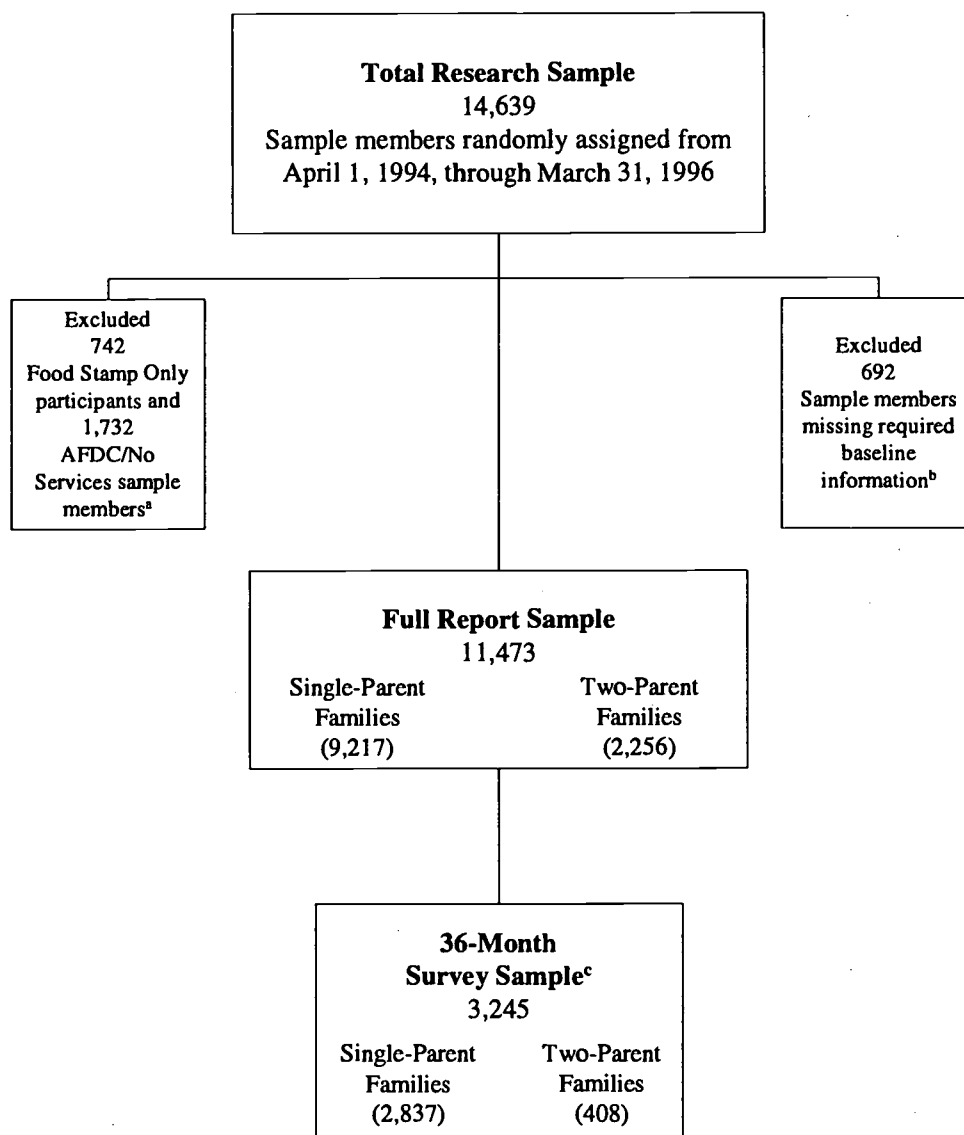 Total Research Sample
14,639
Sample members randomly assigned from
April 1, 1994, through March 31, 1996
Excluded
742
Food Stamp Only
participants and
1,732
AFDC/No
Services sample
membersᵃ
Excluded
692
Sample members
missing required
baseline
informationᵇ
Full Report Sample
11,473
Single-Parent
Families
(9,217)
Two-Parent
Families
(2,256)
36-Month
Survey Sampleᶜ
3,245
Single-Parent
Families
(2,837)
Two-Parent
Families
(408)